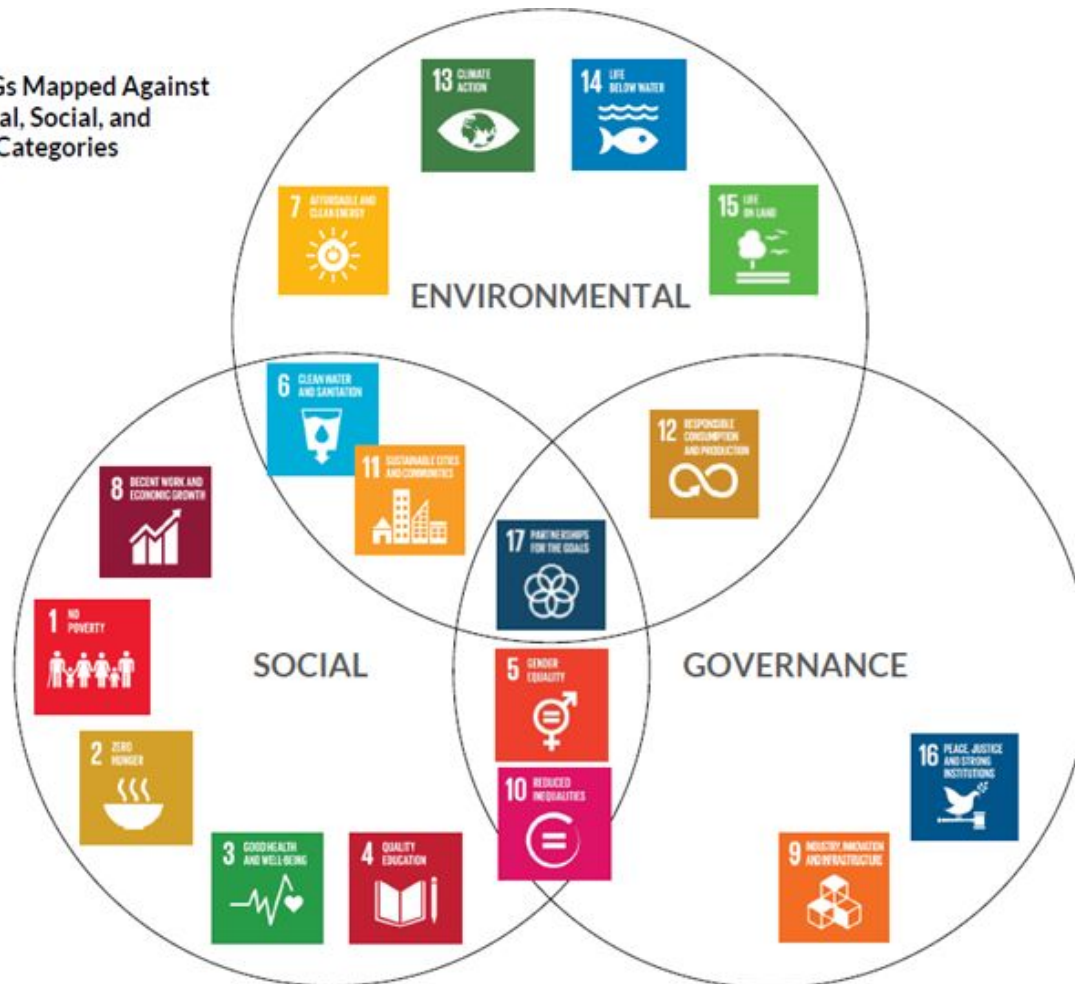 Gs Mapped Against
al, Social, and
Categories
13 CLIMATE
ACTION
14 LIFE
BELOW WATER
7 AFFORDABLE AND
CLEAN ENERGY
15 LIFE
ON LAND
ENVIRONMENTAL
6 CLEAN WATER
AND SANITATION
12 RESPONSIBLE
CONSUMPTION
AND PRODUCTION
11 SUSTAINABLE CITIES
AND COMMUNITIES
8 DECENT WORK AND
ECONOMIC GROWTH
17 PARTNERSHIPS
FOR THE GOALS
1 NO
POVERTY
SOCIAL
5 GENDER
EQUALITY
GOVERNANCE
2 ZERO
HUNGER
16 PEACE, JUSTICE
AND STRONG
INSTITUTIONS
10 REDUCED
INEQUALITIES
3 GOOD HEALTH
AND WELL-BEING
4 QUALITY
EDUCATION
9 INDUSTRY, INNOVATION
AND INFRASTRUCTURE